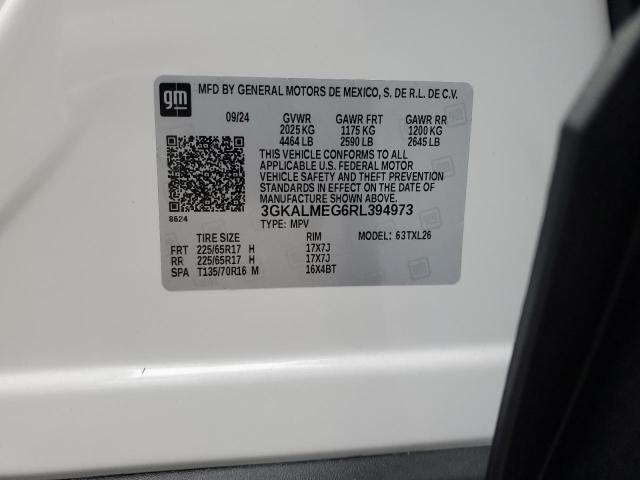 gm MFD BY GENERAL MOTORS DE MEXICO, S. DE R.L. DE C.V.
09/24 GVWR GAWR FRT GAWR RR
2025 KG 1175 KG 1200 KG
4464 LB 2590 LB 2645 LB
THIS VEHICLE CONFORMS TO ALL
APPLICABLE U.S. FEDERAL MOTOR
VEHICLE SAFETY AND THEFT PREVENTION
STANDARDS IN EFFECT ON THE DATE OF
MANUFACTURE SHOWN ABOVE.
8624 3GKALMEG6RL394973
TYPE: MPV
TIRE SIZE RIM MODEL: 63TXL26
FRT 225/65R17 H 17X7J
RR 225/65R17 H 17X7J
SPA T135/70R16 M 16X4BT